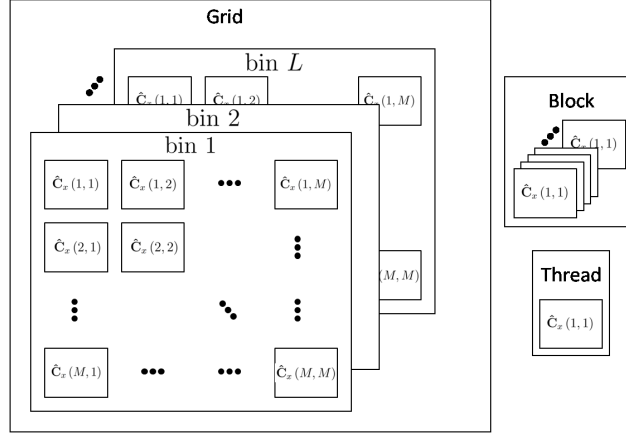 Grid
bin L
Ĉx (1,1) Ĉx (1,2) Ĉx (1,M)
bin 2
bin 1
Ĉx (1,1) Ĉx (1,2) ••• Ĉx (1,M)
Ĉx (2,1) Ĉx (2,2)
(M,M)
Ĉx (M,1) ••• ••• Ĉx (M,M)
Block
Ĉx (1,1)
Ĉx (1,1)
Thread
Ĉx (1,1)